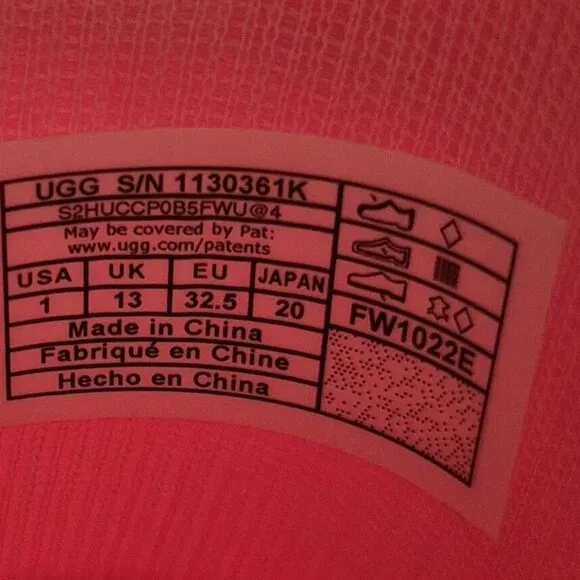 UGG S/N 1130361K
S2HUCCP0B5FWU@4
May be covered by Pat:
www.ugg.com/patents
USA UK EU JAPAN
1 13 32.5 20
Made in China
Fabriqué en Chine
Hecho en China
FW1022E